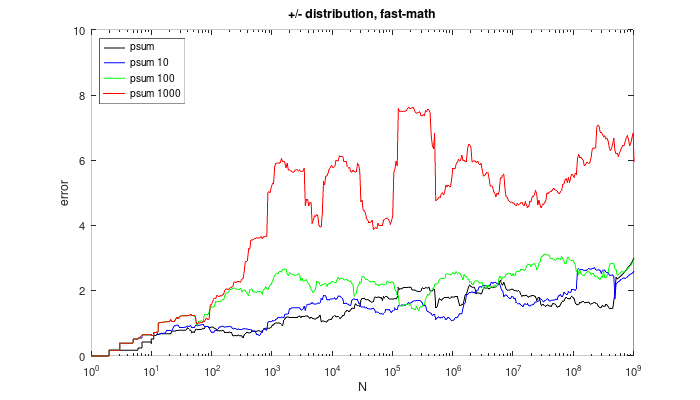 +/- distribution, fast-math
10
8
6
4
2
0
error
psum
psum 10
psum 100
psum 1000
10^0 10^1 10^2 10^3 10^4 10^5 10^6 10^7 10^8 10^9
N